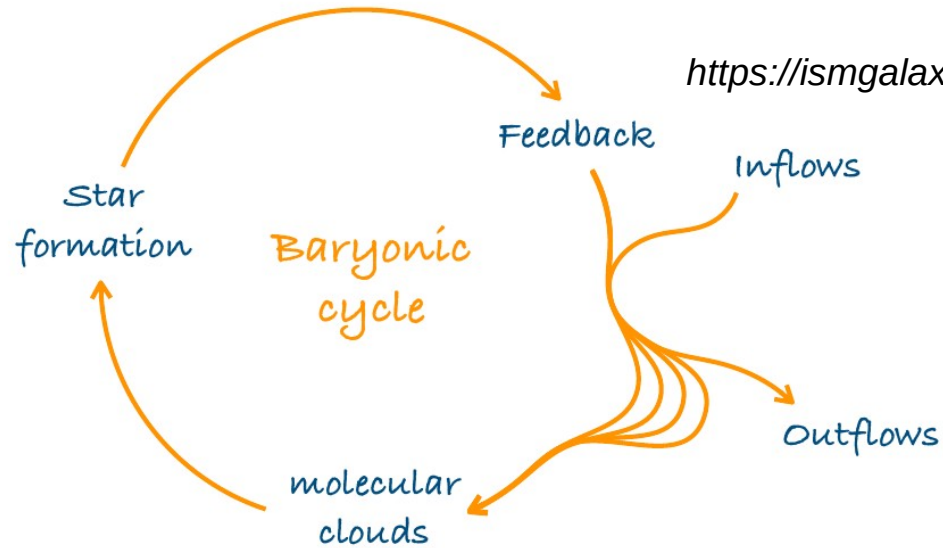 https://ismgalax
Feedback
Inflows
Star
formation
Baryonic
cycle
Outflows
molecular
clouds